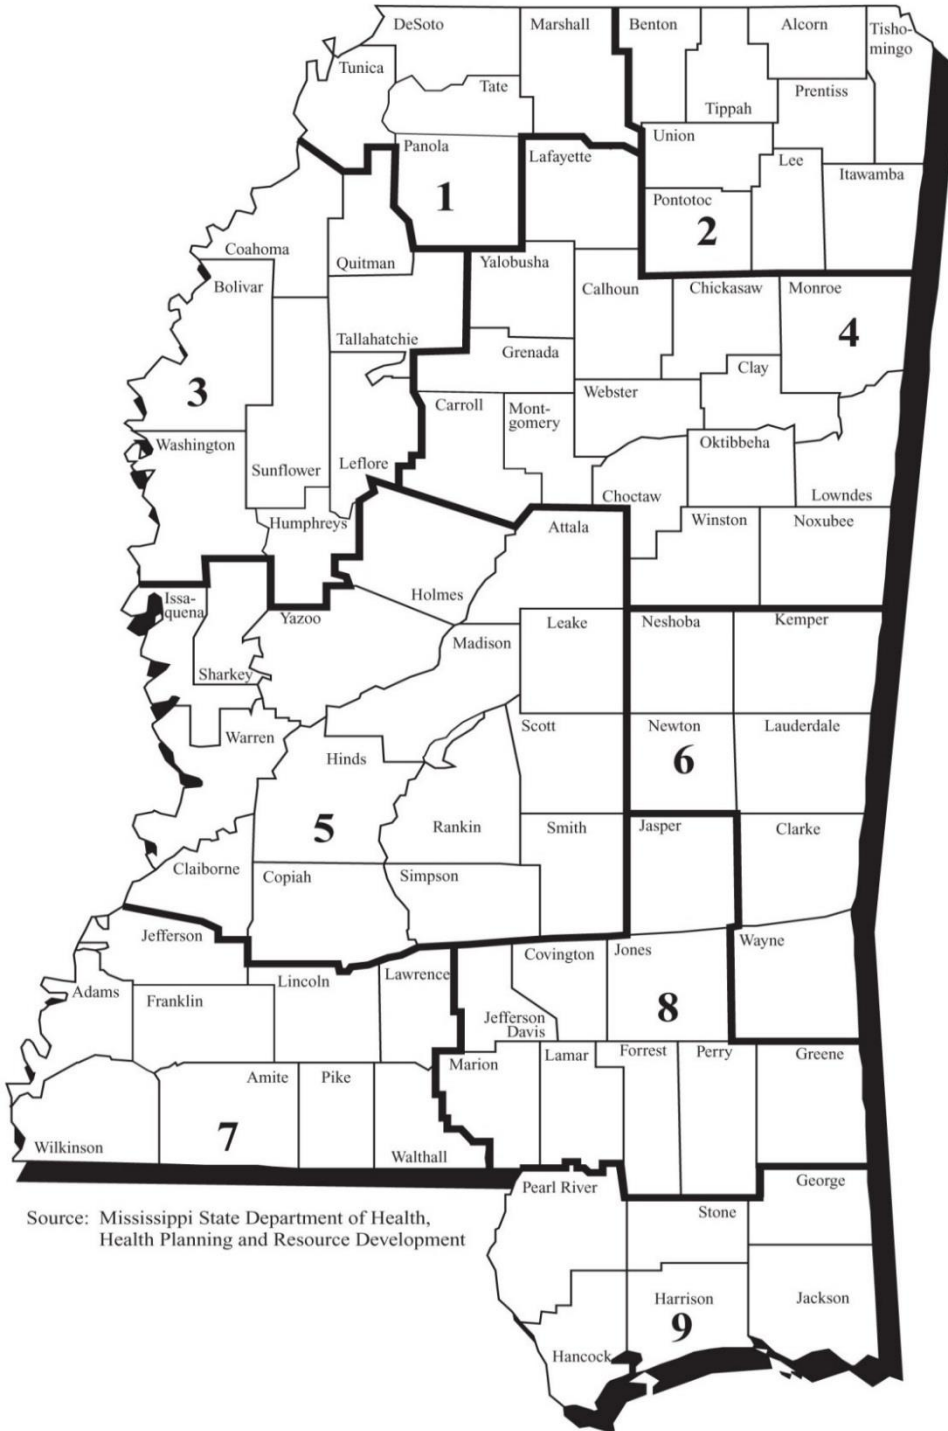 DeSoto
Marshall
Benton
Alcorn
Tisho-
mingo
Tunica
Tate
Tippah
Prentiss
Panola
Lafayette
Union
Lee
Itawamba
1
Pontotoc
2
Coahoma
Quitman
Yalobusha
Bolivar
Calhoun
Chickasaw
Monroe
Tallahatchie
Grenada
4
3
Clay
Carroll
Mont-
gomery
Webster
Washington
Sunflower
Leflore
Oktibbeha
Choctaw
Lowndes
Humphreys
Attala
Winston
Noxubee
Issa-
quena
Yazoo
Holmes
Leake
Neshoba
Kemper
Madison
Sharkey
Warren
Hinds
Scott
Newton
Lauderdale
6
5
Rankin
Smith
Jasper
Clarke
Claiborne
Copiah
Simpson
Jefferson
Covington
Jones
Wayne
Adams
Franklin
Lincoln
Lawrence
Jefferson
Davis
8
Marion
Lamar
Forrest
Perry
Greene
Amite
Pike
7
Wilkinson
Walthall
Pearl River
George
Stone
Source: Mississippi State Department of Health,
Health Planning and Resource Development
Harrison
Jackson
9
Hancock